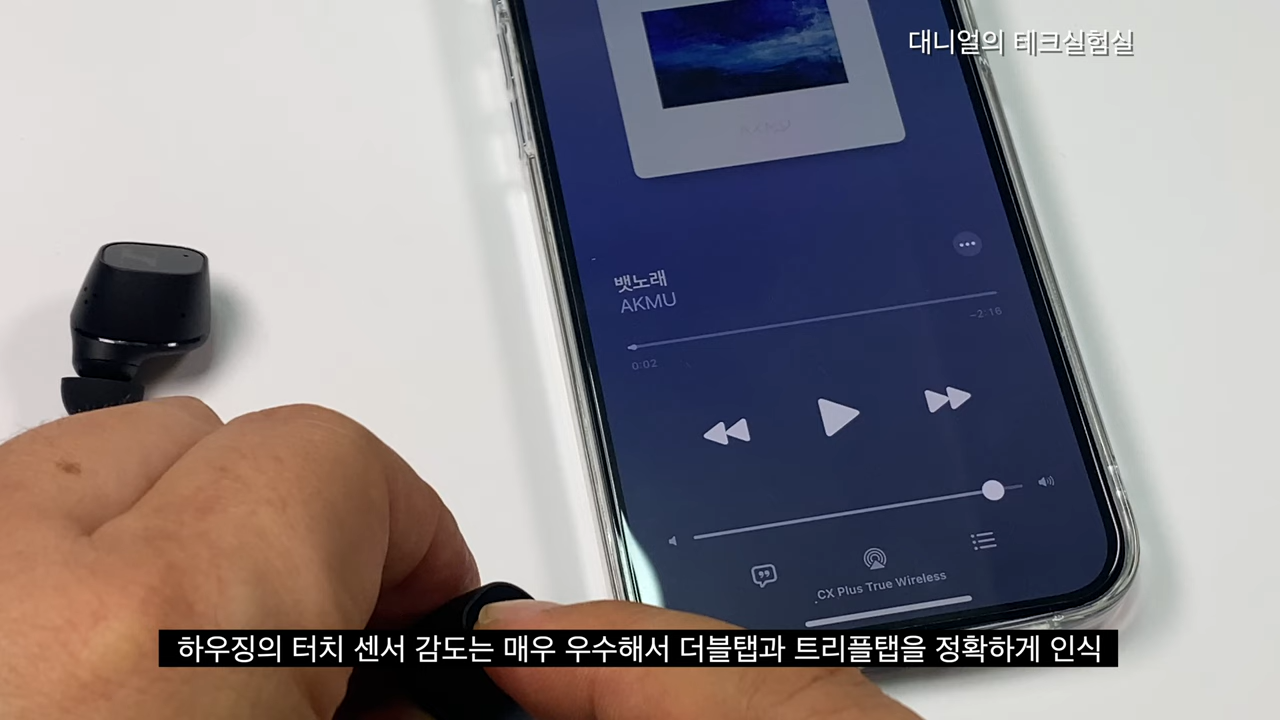 대니얼의 테크실험실
AKMU
뱃노래
AKMU
0:02
-2:16
CX Plus True Wireless
하우징의 터치 센서 감도는 매우 우수해서 더블탭과 트리플탭을 정확하게 인식